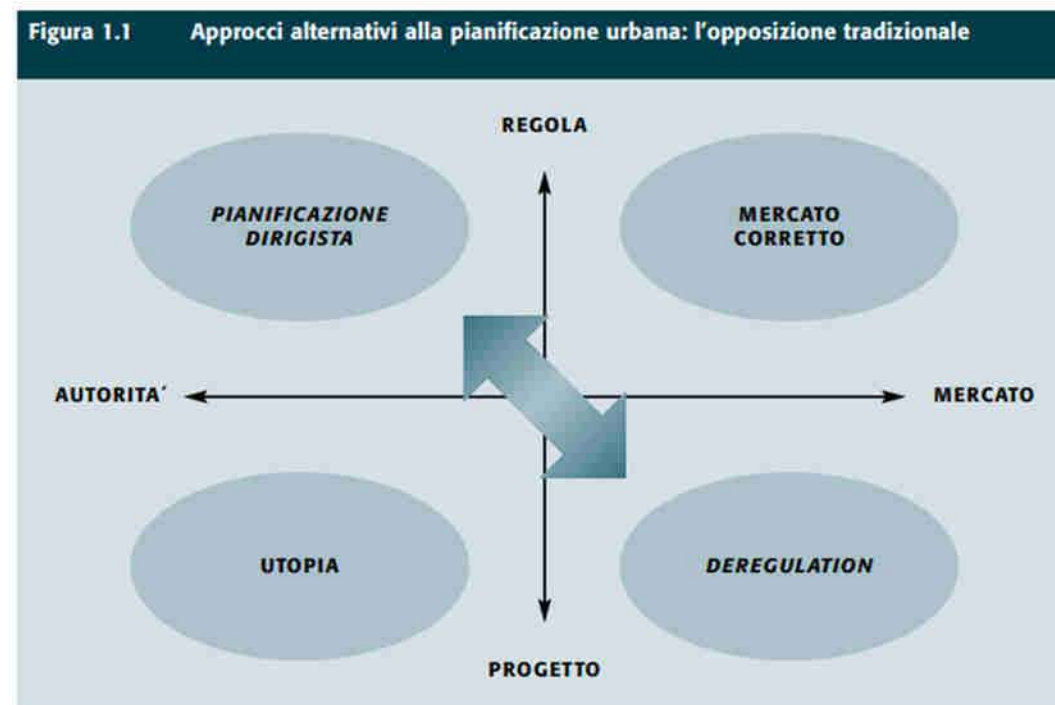 Figura 1.1 Approcci alternativi alla pianificazione urbana: l'opposizione tradizionale
REGOLA
PIANIFICAZIONE
DIRIGISTA
MERCATO
CORRETTO
AUTORITA'
MERCATO
UTOPIA
DEREGULATION
PROGETTO